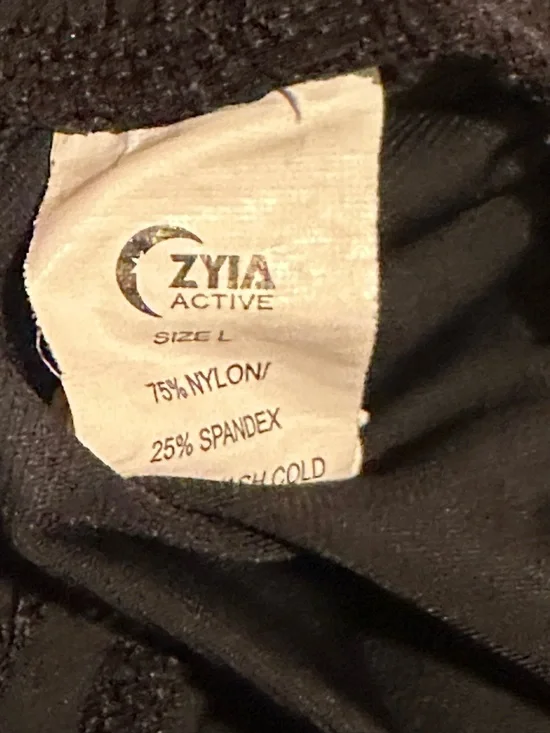 ZYIA
ACTIVE
SIZE L
75% NYLON/
25% SPANDEX
COLD